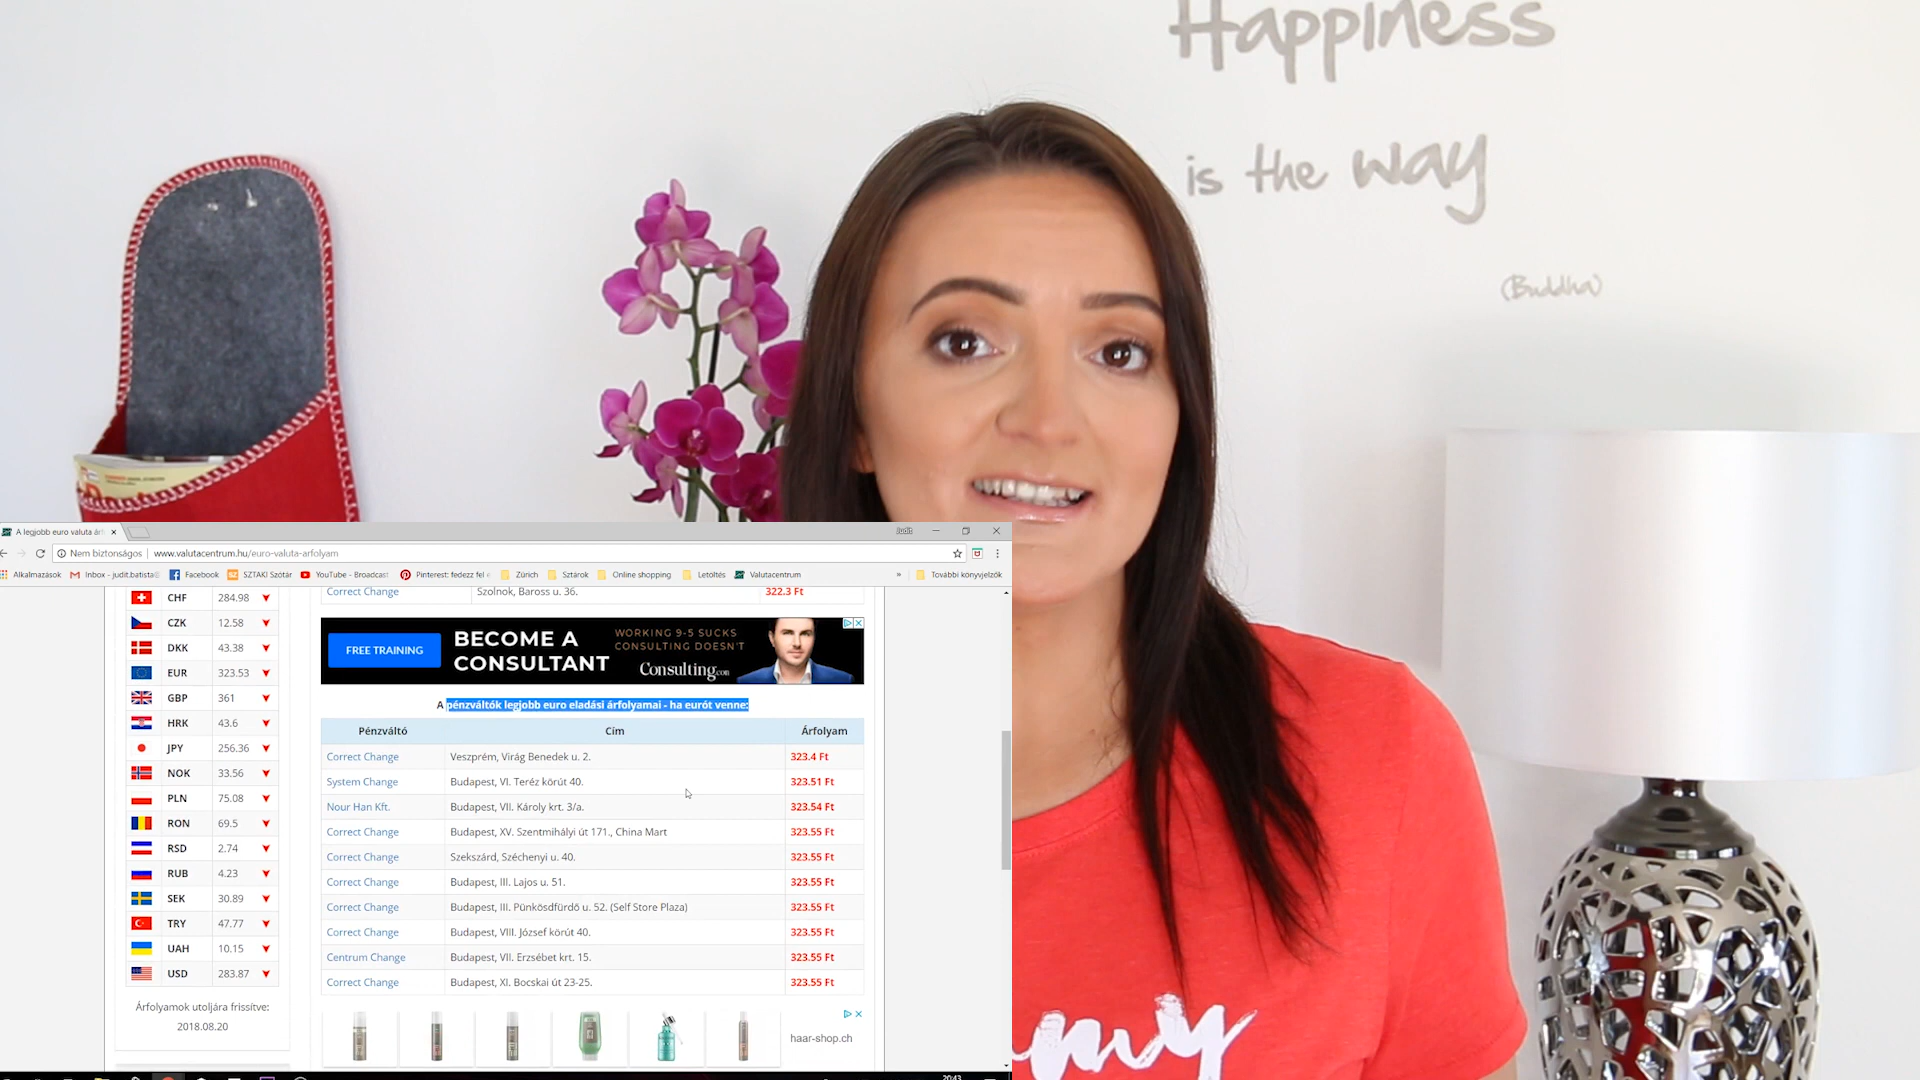 Happiness
is the way
(Buddha)
A legjobb euro valuta ár
Judit
Nem biztonságos
www.valutacentrum.hu/euro-valuta-arfolyam
Alkalmazások
Inbox - judit.batista
Facebook
SZTAKI Szótár
YouTube - Broadcast
Pinterest: fedezz fel é
Zürich
Sztárok
Online shopping
Letöltés
Valutacentrum
»
További könyvjelzők
CHF 284.98
CZK 12.58
DKK 43.38
EUR 323.53
GBP 361
HRK 43.6
JPY 256.36
NOK 33.56
PLN 75.08
RON 69.5
RSD 2.74
RUB 4.23
SEK 30.89
TRY 47.77
UAH 10.15
USD 283.87
Árfolyamok utoljára frissítve:
2018.08.20
Correct Change Szolnok, Baross u. 36. 322.3 Ft
FREE TRAINING
BECOME A
CONSULTANT
WORKING 9-5 SUCKS
CONSULTING DOESN'T
Consulting.com
A pénzváltók legjobb euro eladási árfolyamai - ha eurót venne:
Pénzváltó Cím Árfolyam
Correct Change Veszprém, Virág Benedek u. 2. 323.4 Ft
System Change Budapest, VI. Teréz körút 40. 323.51 Ft
Nour Han Kft. Budapest, VII. Károly krt. 3/a. 323.54 Ft
Correct Change Budapest, XV. Szentmihályi út 171., China Mart 323.55 Ft
Correct Change Szekszárd, Széchenyi u. 40. 323.55 Ft
Correct Change Budapest, III. Lajos u. 51. 323.55 Ft
Correct Change Budapest, III. Pünkösdfürdő u. 52. (Self Store Plaza) 323.55 Ft
Correct Change Budapest, VIII. József körút 40. 323.55 Ft
Centrum Change Budapest, VII. Erzsébet krt. 15. 323.55 Ft
Correct Change Budapest, XI. Bocskai út 23-25. 323.55 Ft
haar-shop.ch
20:43